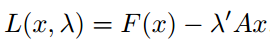 L(x, λ) = F(x) − λ′Ax